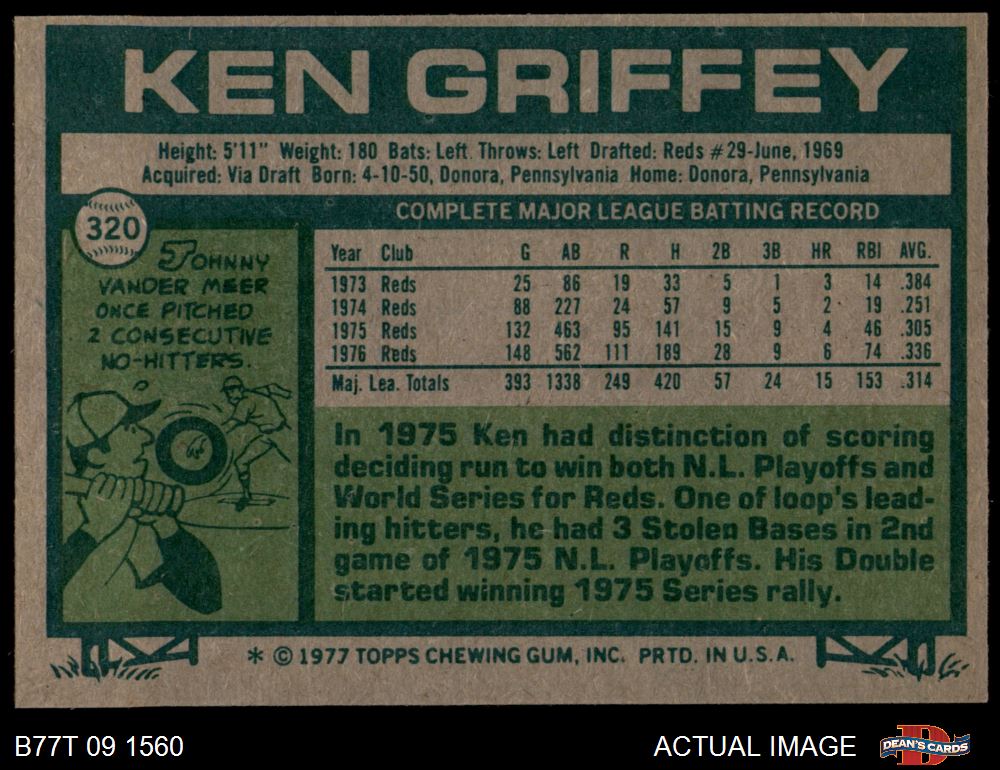 KEN GRIFFEY
Height: 5'11" Weight: 180 Bats: Left Throws: Left Drafted: Reds #29-June, 1969
Acquired: Via Draft Born: 4-10-50, Donora, Pennsylvania Home: Donora, Pennsylvania
320
COMPLETE MAJOR LEAGUE BATTING RECORD
JOHNNY
VANDER MEER
ONCE PITCHED
2 CONSECUTIVE
NO-HITTERS.
Year Club G AB R H 2B 3B HR RBI AVG.
1973 Reds 25 86 19 33 5 1 3 14 .384
1974 Reds 88 227 24 57 9 5 2 19 .251
1975 Reds 132 463 95 141 15 9 4 46 .305
1976 Reds 148 562 111 189 28 9 6 74 .336
Maj. Lea. Totals 393 1338 249 420 57 24 15 153 .314
In 1975 Ken had distinction of scoring
deciding run to win both N.L. Playoffs and
World Series for Reds. One of loop's lead-
ing hitters, he had 3 Stolen Bases in 2nd
game of 1975 N.L. Playoffs. His Double
started winning 1975 Series rally.
* © 1977 TOPPS CHEWING GUM, INC. PRTD. IN U.S.A.
B77T 09 1560
ACTUAL IMAGE
D
DEAN'S CARDS